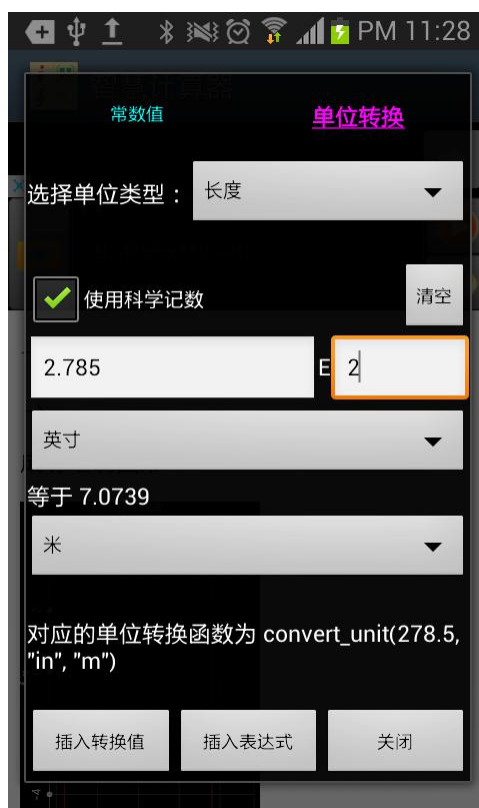 PM 11:28
常数值 单位转换
选择单位类型： 长度
使用科学记数 清空
2.785 E 2
英寸
等于 7.0739
米
对应的单位转换函数为 convert_unit(278.5,
"in", "m")
插入转换值 插入表达式 关闭
-4